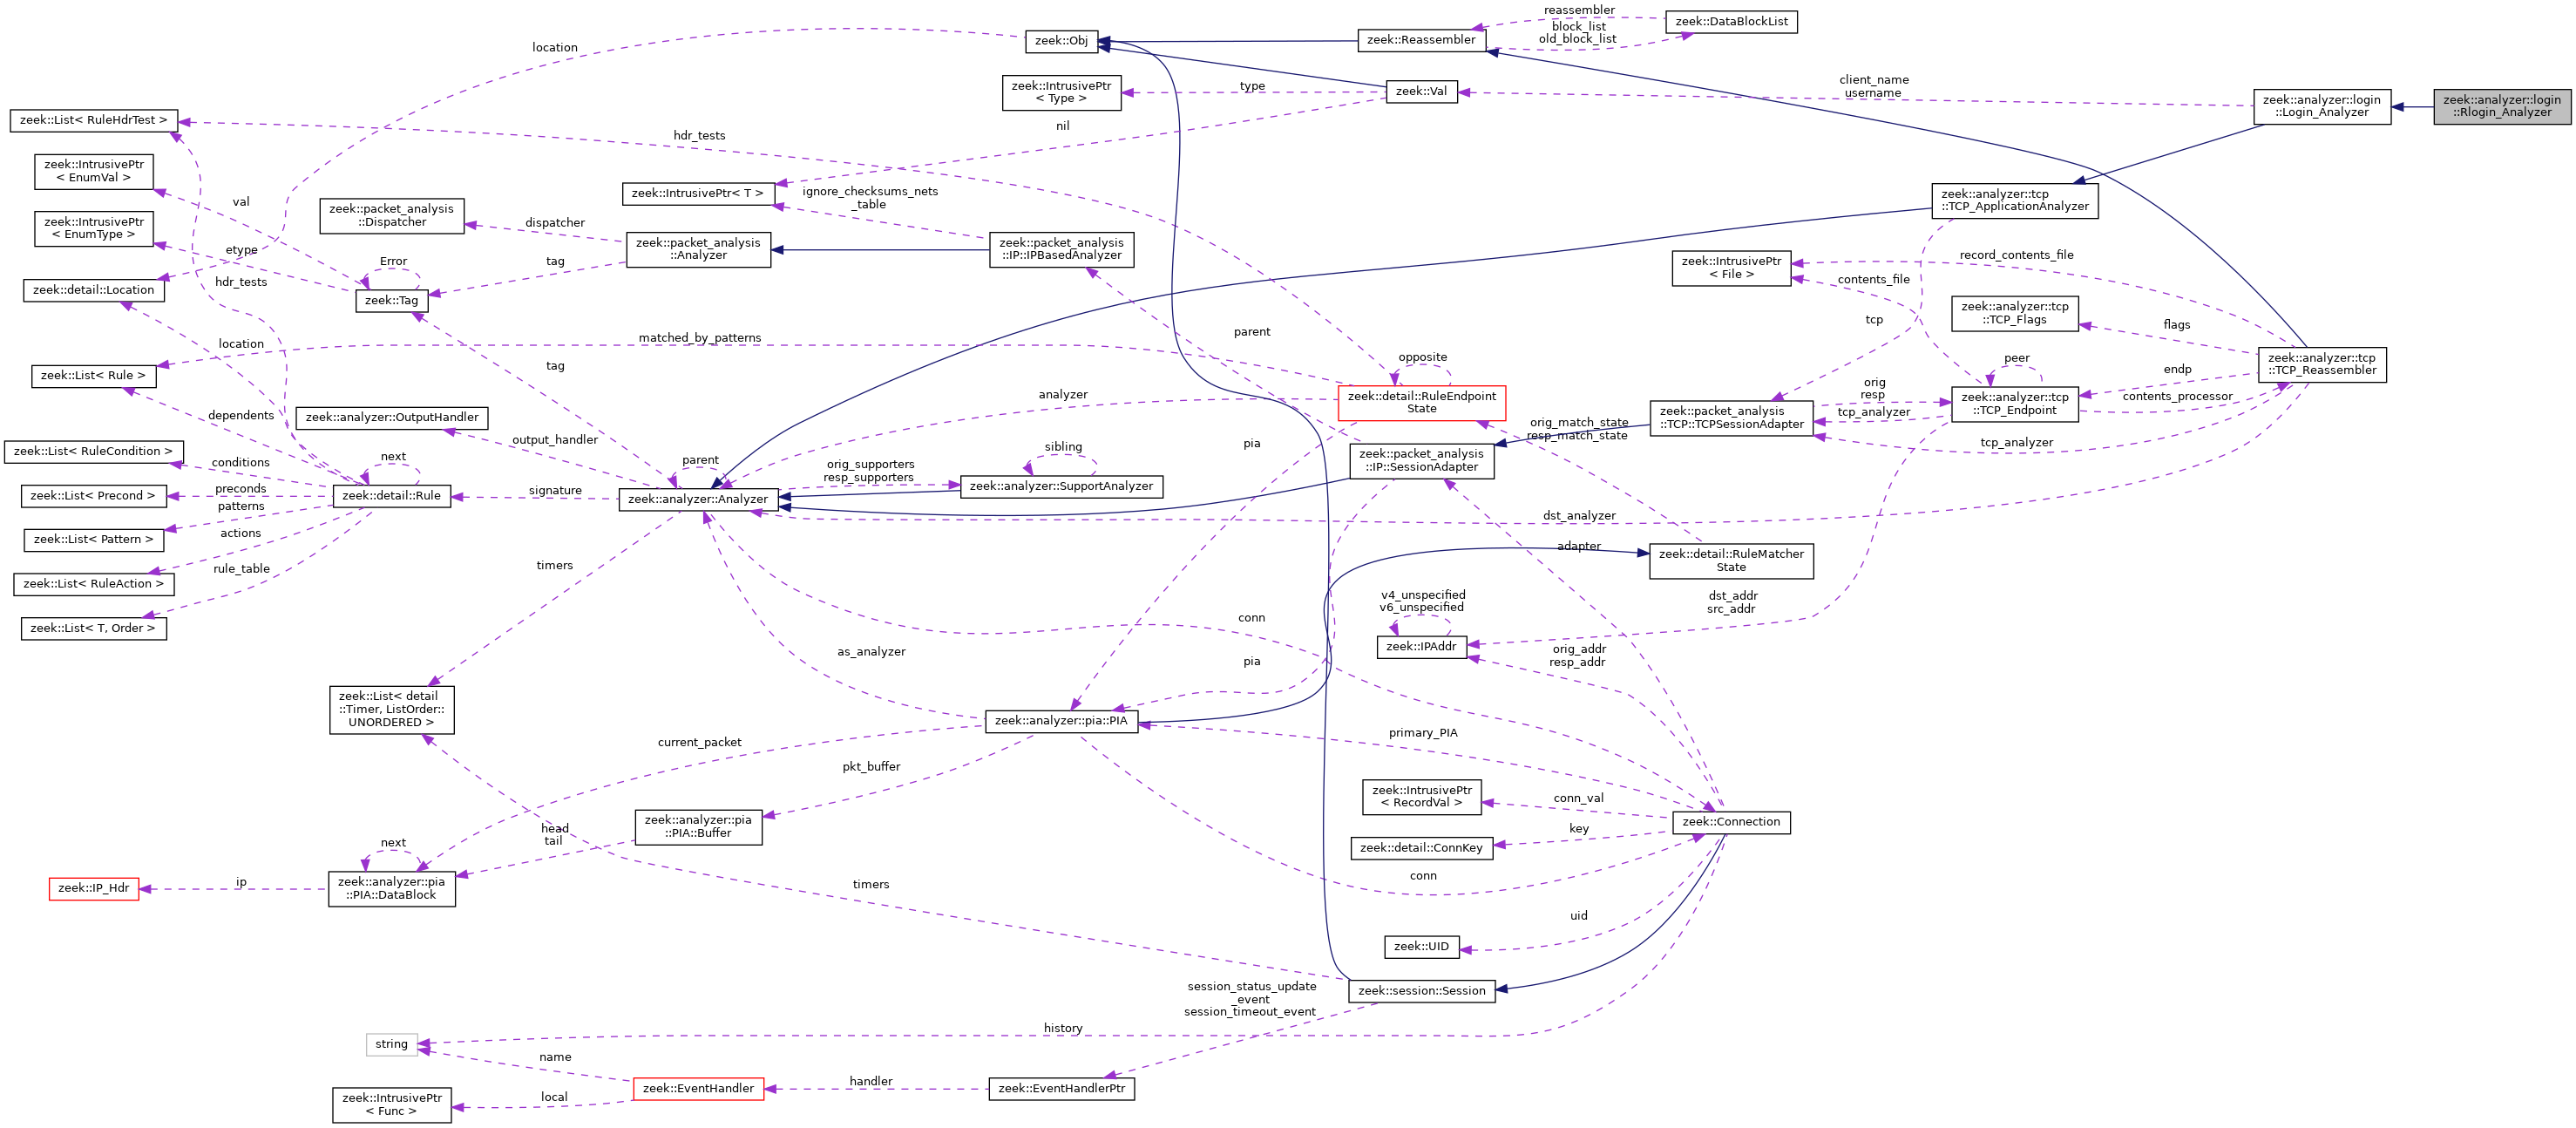 reassembler
zeek::DataBlockList
block_list
old_block_list
zeek::Obj
zeek::Reassembler
location
client_name
username
zeek::IntrusivePtr
< Type >
type
zeek::Val
zeek::analyzer::login
::Login_Analyzer
zeek::analyzer::login
::Rlogin_Analyzer
nil
zeek::List< RuleHdrTest >
hdr_tests
zeek::IntrusivePtr
< EnumVal >
val
zeek::IntrusivePtr< T >
ignore_checksums_nets
_table
zeek::analyzer::tcp
::TCP_ApplicationAnalyzer
zeek::packet_analysis
::Dispatcher
dispatcher
zeek::IntrusivePtr
< EnumType >
etype
zeek::packet_analysis
::Analyzer
zeek::packet_analysis
::IP::IPBasedAnalyzer
Error
tag
zeek::IntrusivePtr
< File >
record_contents_file
contents_file
zeek::detail::Location
hdr_tests
zeek::Tag
zeek::analyzer::tcp
::TCP_Flags
flags
tcp
parent
matched_by_patterns
location
tag
opposite
peer
endp
zeek::analyzer::tcp
::TCP_Reassembler
zeek::List< Rule >
analyzer
zeek::detail::RuleEndpoint
State
orig
resp
zeek::analyzer::tcp
::TCP_Endpoint
contents_processor
dependents
zeek::analyzer::OutputHandler
output_handler
zeek::packet_analysis
::TCP::TCPSessionAdapter
tcp_analyzer
orig_match_state
resp_match_state
tcp_analyzer
zeek::List< RuleCondition >
conditions
next
parent
orig_supporters
resp_supporters
sibling
pia
zeek::packet_analysis
::IP::SessionAdapter
zeek::List< Precond >
preconds
zeek::detail::Rule
signature
zeek::analyzer::Analyzer
zeek::analyzer::SupportAnalyzer
patterns
dst_analyzer
zeek::List< Pattern >
actions
adapter
zeek::detail::RuleMatcher
State
zeek::List< RuleAction >
rule_table
timers
v4_unspecified
v6_unspecified
dst_addr
src_addr
zeek::List< T, Order >
conn
zeek::IPAddr
orig_addr
resp_addr
as_analyzer
pia
zeek::List< detail
::Timer, ListOrder::
UNORDERED >
zeek::analyzer::pia::PIA
primary_PIA
current_packet
pkt_buffer
zeek::IntrusivePtr
< RecordVal >
conn_val
zeek::Connection
zeek::analyzer::pia
::PIA::Buffer
head
tail
key
zeek::detail::ConnKey
next
zeek::IP_Hdr
ip
zeek::analyzer::pia
::PIA::DataBlock
timers
conn
uid
zeek::UID
session_status_update
_event
session_timeout_event
zeek::session::Session
history
string
name
zeek::EventHandler
handler
zeek::EventHandlerPtr
zeek::IntrusivePtr
< Func >
local